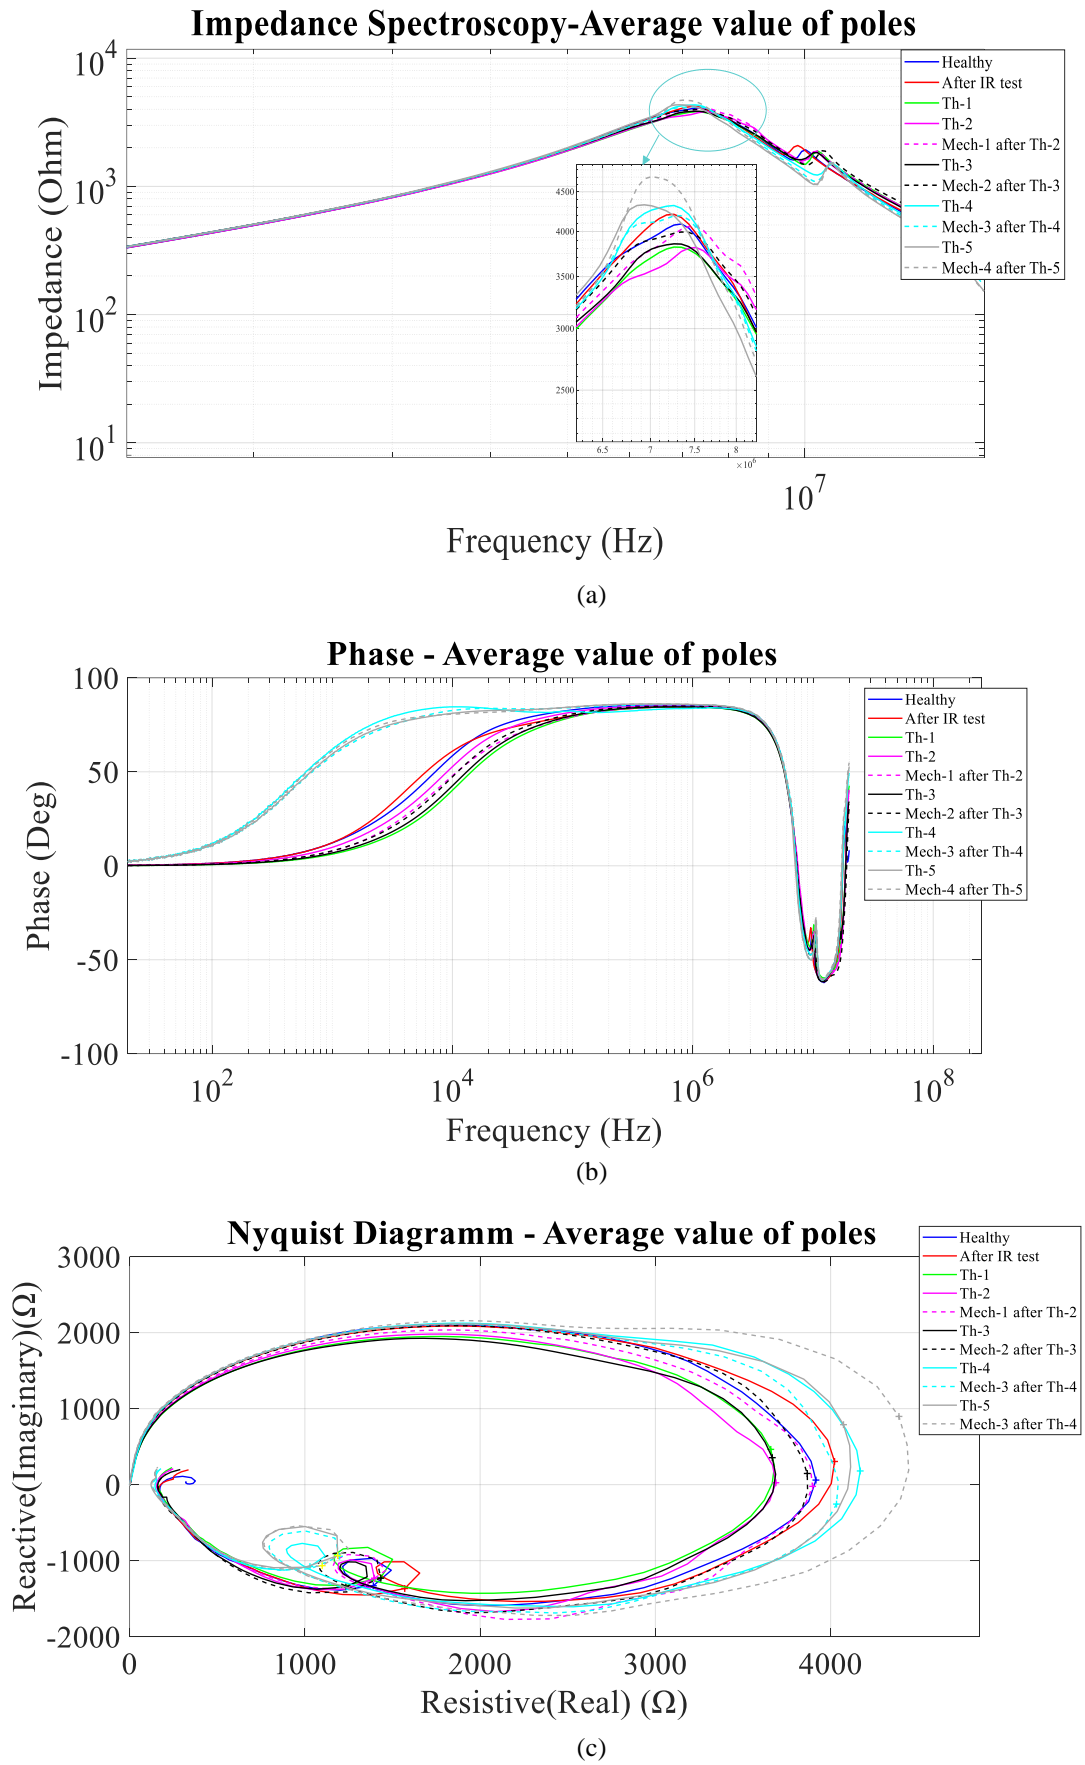 Impedance Spectroscopy-Average value of poles
Impedance (Ohm)
10^4
10^3
10^2
10^1
Healthy
After IR test
Th-1
Th-2
Mech-1 after Th-2
Th-3
Mech-2 after Th-3
Th-4
Mech-3 after Th-4
Th-5
Mech-4 after Th-5
4500
4000
3500
3000
2500
6.5 7 7.5 8
×10^6
10^7
Frequency (Hz)
(a)
Phase - Average value of poles
Phase (Deg)
100
50
0
-50
-100
Healthy
After IR test
Th-1
Th-2
Mech-1 after Th-2
Th-3
Mech-2 after Th-3
Th-4
Mech-3 after Th-4
Th-5
Mech-4 after Th-5
10^2 10^4 10^6 10^8
Frequency (Hz)
(b)
Nyquist Diagramm - Average value of poles
Reactive(Imaginary)(Ω)
3000
2000
1000
0
-1000
-2000
Healthy
After IR test
Th-1
Th-2
Mech-1 after Th-2
Th-3
Mech-2 after Th-3
Th-4
Mech-3 after Th-4
Th-5
Mech-3 after Th-4
0 1000 2000 3000 4000
Resistive(Real) (Ω)
(c)